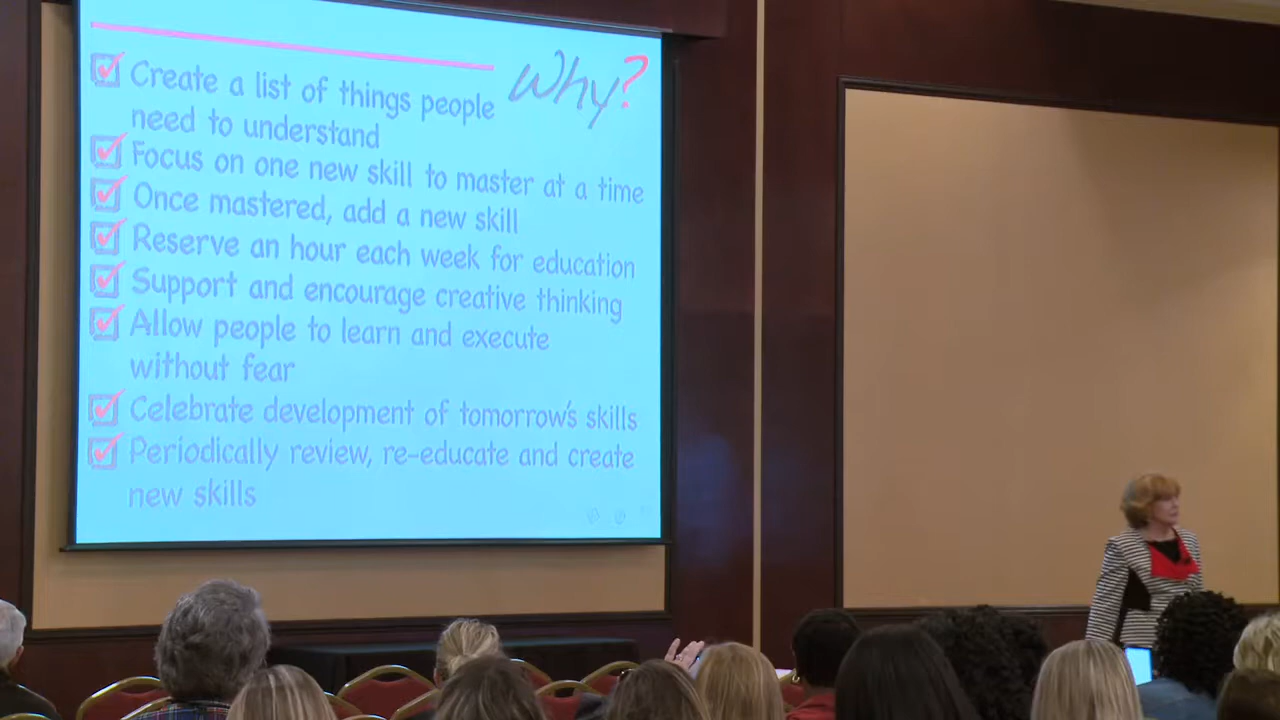 Why?
Create a list of things people
need to understand
Focus on one new skill to master at a time
Once mastered, add a new skill
Reserve an hour each week for education
Support and encourage creative thinking
Allow people to learn and execute
without fear
Celebrate development of tomorrow's skills
Periodically review, re-educate and create
new skills